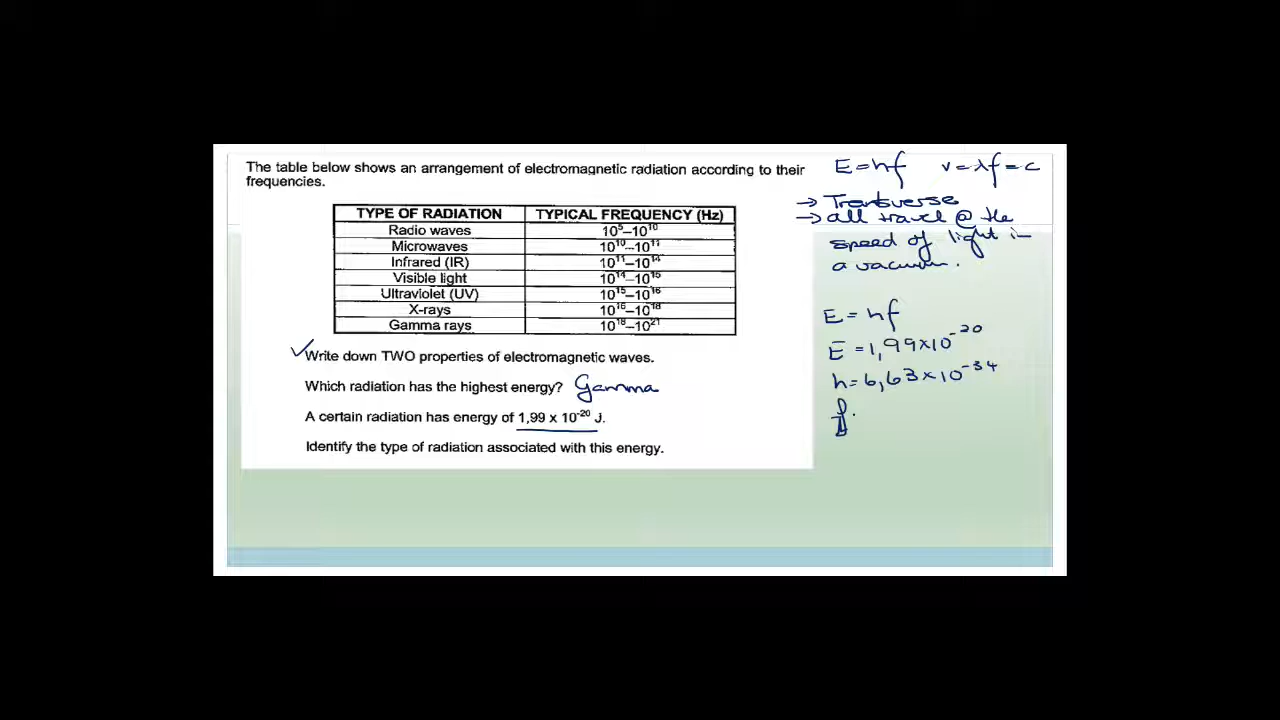 The table below shows an arrangement of electromagnetic radiation according to their
frequencies.
TYPE OF RADIATION TYPICAL FREQUENCY (Hz)
Radio waves 10⁵–10¹⁰
Microwaves 10¹⁰–10¹¹
Infrared (IR) 10¹¹–10¹⁴
Visible light 10¹⁴–10¹⁵
Ultraviolet (UV) 10¹⁵–10¹⁶
X-rays 10¹⁶–10¹⁸
Gamma rays 10¹⁸–10²¹
✓Write down TWO properties of electromagnetic waves.
Which radiation has the highest energy? Gamma
A certain radiation has energy of 1,99 x 10⁻²⁰ J.
Identify the type of radiation associated with this energy.
E = hf v = λf = c
→ Transverse
→ all travel @ the
speed of light in
a vacuum.
E = hf
E = 1,99 × 10⁻²⁰
h = 6,63 × 10⁻³⁴
f